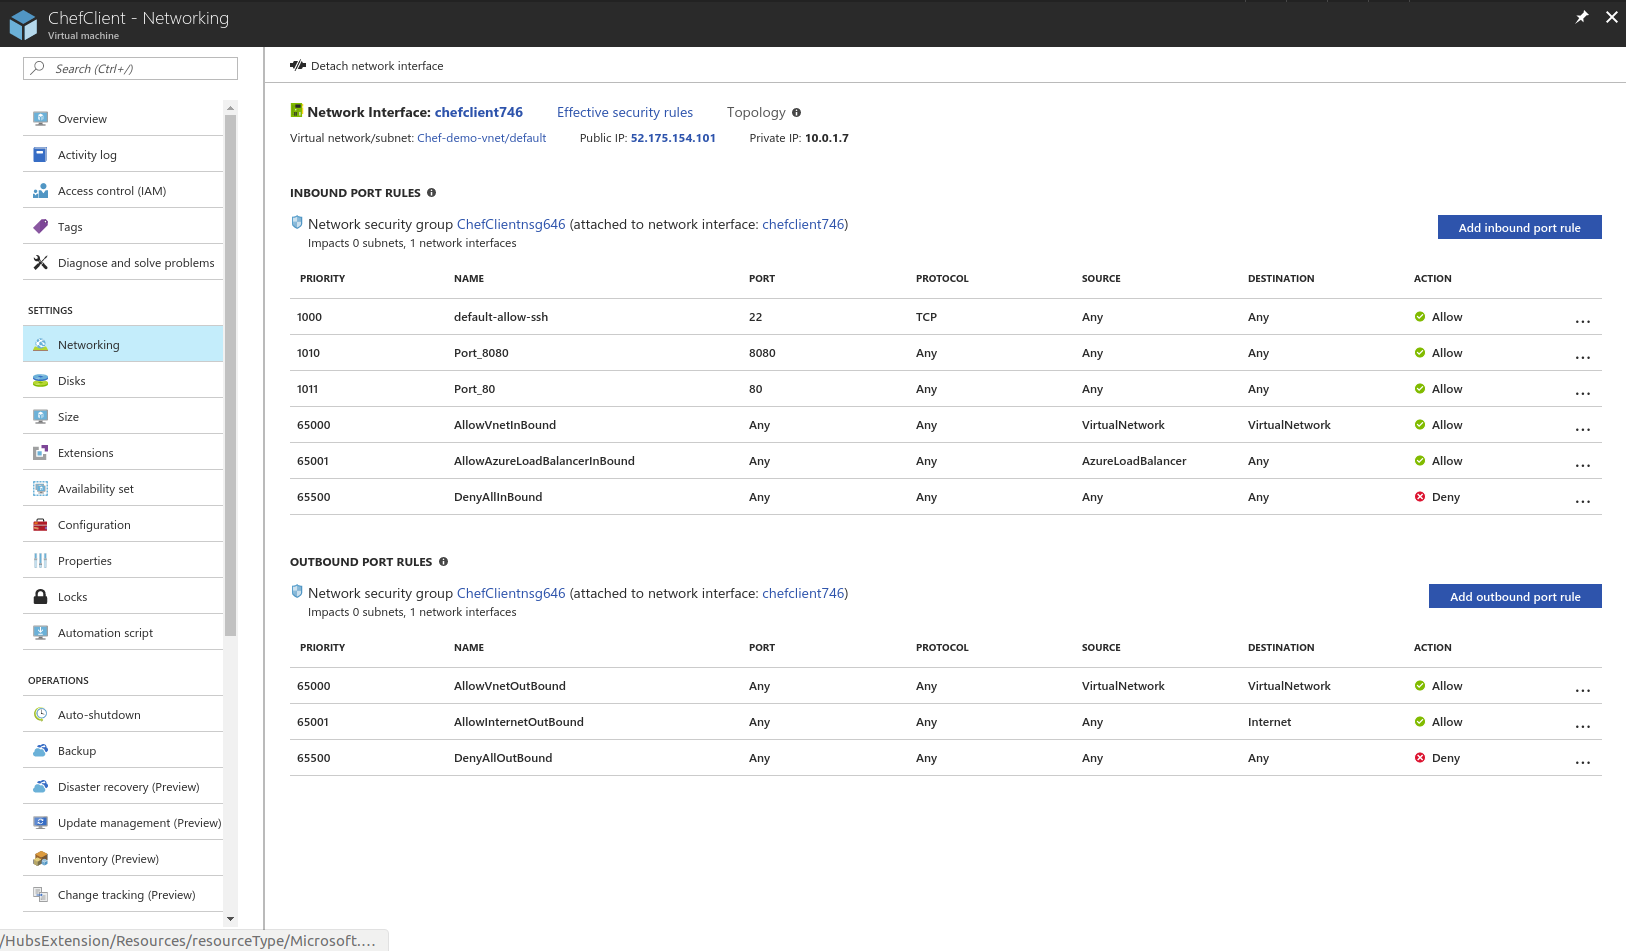 ChefClient - Networking
Virtual machine
Search (Ctrl+/)
Overview
Activity log
Access control (IAM)
Tags
Diagnose and solve problems
SETTINGS
Networking
Disks
Size
Extensions
Availability set
Configuration
Properties
Locks
Automation script
OPERATIONS
Auto-shutdown
Backup
Disaster recovery (Preview)
Update management (Preview)
Inventory (Preview)
Change tracking (Preview)
/HubsExtension/Resources/resourceType/Microsoft....
Detach network interface
Network Interface: chefclient746 Effective security rules Topology
Virtual network/subnet: Chef-demo-vnet/default Public IP: 52.175.154.101 Private IP: 10.0.1.7
INBOUND PORT RULES
Network security group ChefClientnsg646 (attached to network interface: chefclient746)
Impacts 0 subnets, 1 network interfaces
Add inbound port rule
PRIORITY NAME PORT PROTOCOL SOURCE DESTINATION ACTION
1000 default-allow-ssh 22 TCP Any Any Allow ...
1010 Port_8080 8080 Any Any Any Allow ...
1011 Port_80 80 Any Any Any Allow ...
65000 AllowVnetInBound Any Any VirtualNetwork VirtualNetwork Allow ...
65001 AllowAzureLoadBalancerInBound Any Any AzureLoadBalancer Any Allow ...
65500 DenyAllInBound Any Any Any Any Deny ...
OUTBOUND PORT RULES
Network security group ChefClientnsg646 (attached to network interface: chefclient746)
Impacts 0 subnets, 1 network interfaces
Add outbound port rule
PRIORITY NAME PORT PROTOCOL SOURCE DESTINATION ACTION
65000 AllowVnetOutBound Any Any VirtualNetwork VirtualNetwork Allow ...
65001 AllowInternetOutBound Any Any Any Internet Allow ...
65500 DenyAllOutBound Any Any Any Any Deny ...